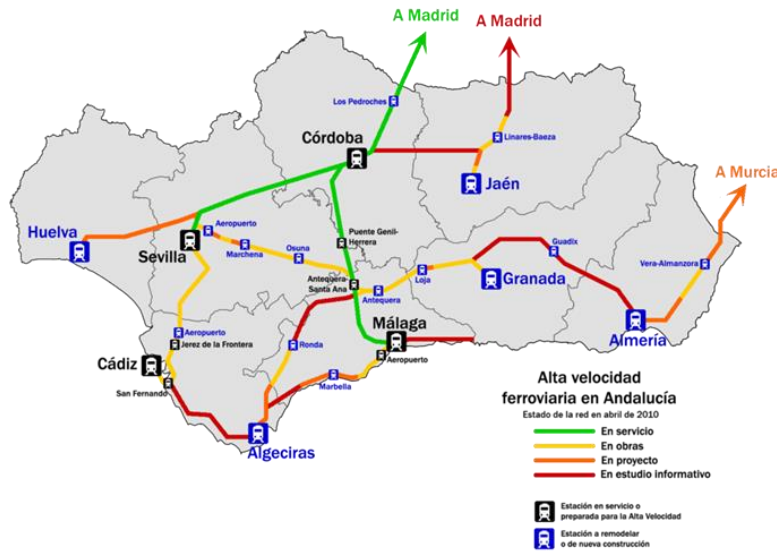 A Madrid
A Madrid
Los Pedroches
Córdoba
Linares-Baeza
Jaén
A Murcia
Huelva
Aeropuerto
Sevilla
Marchena
Osuna
Puente Genil-
Herrera
Antequera-
Santa Ana
Antequera
Loja
Granada
Guadix
Vera-Almanzora
Almería
Aeropuerto
Jerez de la Frontera
Cádiz
San Fernando
Ronda
Málaga
Aeropuerto
Marbella
Algeciras
Alta velocidad
ferroviaria en Andalucía
Estado de la red en abril de 2010
En servicio
En obras
En proyecto
En estudio informativo
Estación en servicio o
preparada para la Alta Velocidad
Estación a remodelar
o de nueva construcción